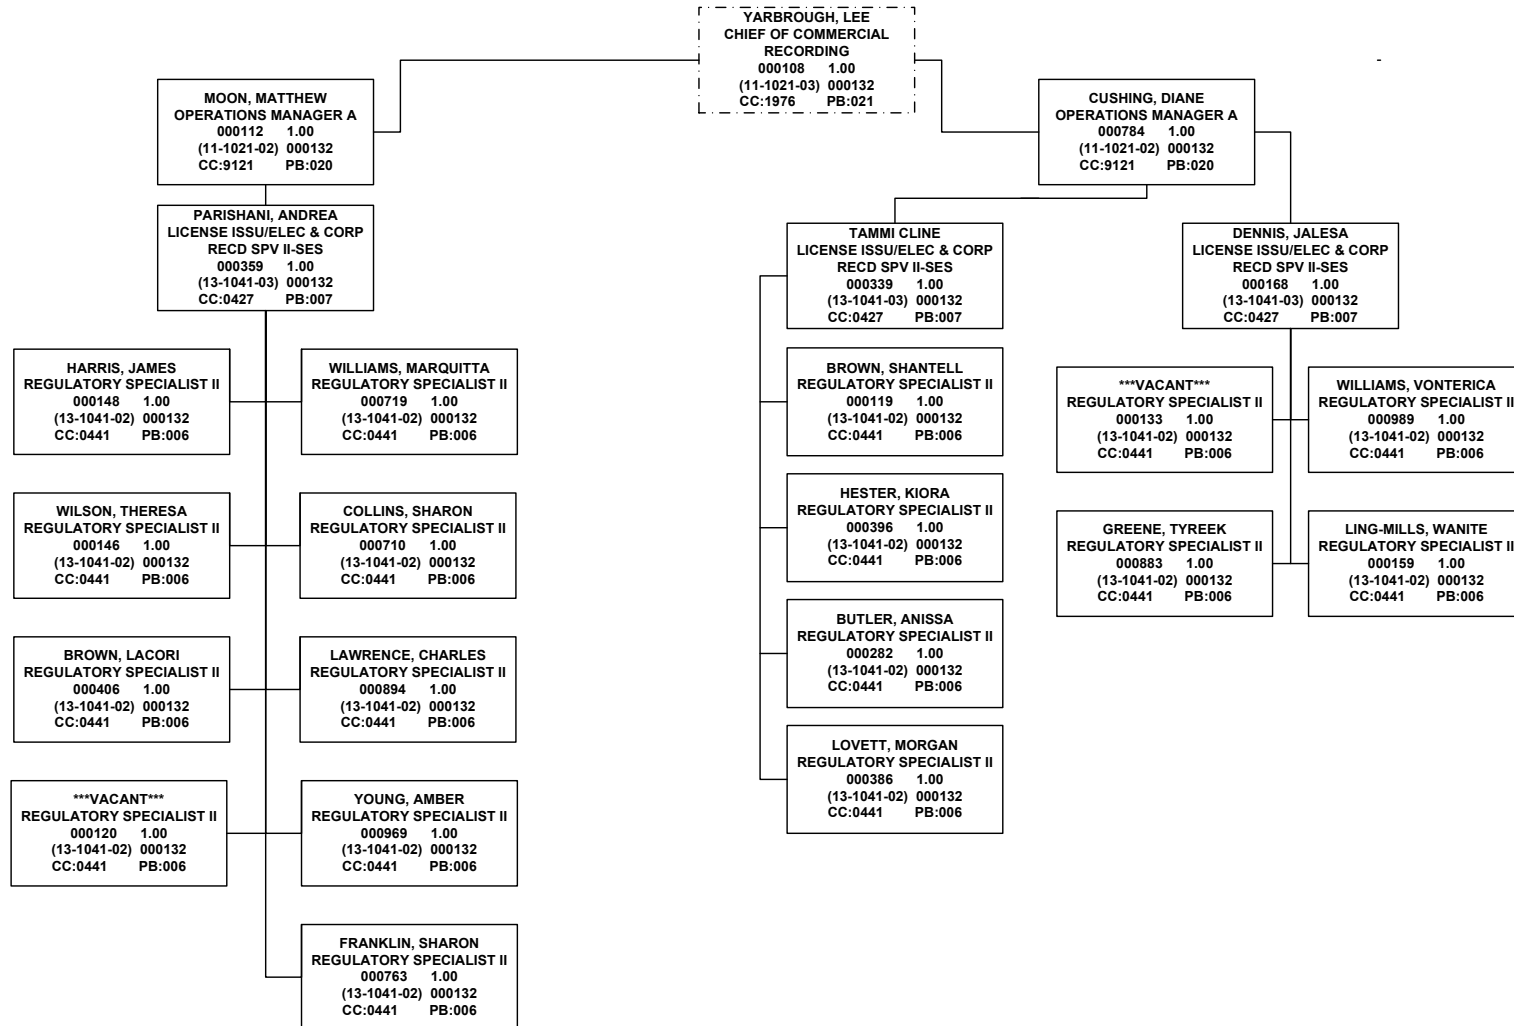 YARBROUGH, LEE
CHIEF OF COMMERCIAL
RECORDING
000108 1.00
(11-1021-03) 000132
CC:1976 PB:021
-
MOON, MATTHEW
OPERATIONS MANAGER A
000112 1.00
(11-1021-02) 000132
CC:9121 PB:020
CUSHING, DIANE
OPERATIONS MANAGER A
000784 1.00
(11-1021-02) 000132
CC:9121 PB:020
PARISHANI, ANDREA
LICENSE ISSU/ELEC & CORP
RECD SPV II-SES
000359 1.00
(13-1041-03) 000132
CC:0427 PB:007
TAMMI CLINE
LICENSE ISSU/ELEC & CORP
RECD SPV II-SES
000339 1.00
(13-1041-03) 000132
CC:0427 PB:007
DENNIS, JALESA
LICENSE ISSU/ELEC & CORP
RECD SPV II-SES
000168 1.00
(13-1041-03) 000132
CC:0427 PB:007
HARRIS, JAMES
REGULATORY SPECIALIST II
000148 1.00
(13-1041-02) 000132
CC:0441 PB:006
WILLIAMS, MARQUITTA
REGULATORY SPECIALIST II
000719 1.00
(13-1041-02) 000132
CC:0441 PB:006
BROWN, SHANTELL
REGULATORY SPECIALIST II
000119 1.00
(13-1041-02) 000132
CC:0441 PB:006
***VACANT***
REGULATORY SPECIALIST II
000133 1.00
(13-1041-02) 000132
CC:0441 PB:006
WILLIAMS, VONTERICA
REGULATORY SPECIALIST II
000989 1.00
(13-1041-02) 000132
CC:0441 PB:006
WILSON, THERESA
REGULATORY SPECIALIST II
000146 1.00
(13-1041-02) 000132
CC:0441 PB:006
COLLINS, SHARON
REGULATORY SPECIALIST II
000710 1.00
(13-1041-02) 000132
CC:0441 PB:006
HESTER, KIORA
REGULATORY SPECIALIST II
000396 1.00
(13-1041-02) 000132
CC:0441 PB:006
GREENE, TYREEK
REGULATORY SPECIALIST II
000883 1.00
(13-1041-02) 000132
CC:0441 PB:006
LING-MILLS, WANITE
REGULATORY SPECIALIST II
000159 1.00
(13-1041-02) 000132
CC:0441 PB:006
BROWN, LACORI
REGULATORY SPECIALIST II
000406 1.00
(13-1041-02) 000132
CC:0441 PB:006
LAWRENCE, CHARLES
REGULATORY SPECIALIST II
000894 1.00
(13-1041-02) 000132
CC:0441 PB:006
BUTLER, ANISSA
REGULATORY SPECIALIST II
000282 1.00
(13-1041-02) 000132
CC:0441 PB:006
***VACANT***
REGULATORY SPECIALIST II
000120 1.00
(13-1041-02) 000132
CC:0441 PB:006
YOUNG, AMBER
REGULATORY SPECIALIST II
000969 1.00
(13-1041-02) 000132
CC:0441 PB:006
LOVETT, MORGAN
REGULATORY SPECIALIST II
000386 1.00
(13-1041-02) 000132
CC:0441 PB:006
FRANKLIN, SHARON
REGULATORY SPECIALIST II
000763 1.00
(13-1041-02) 000132
CC:0441 PB:006